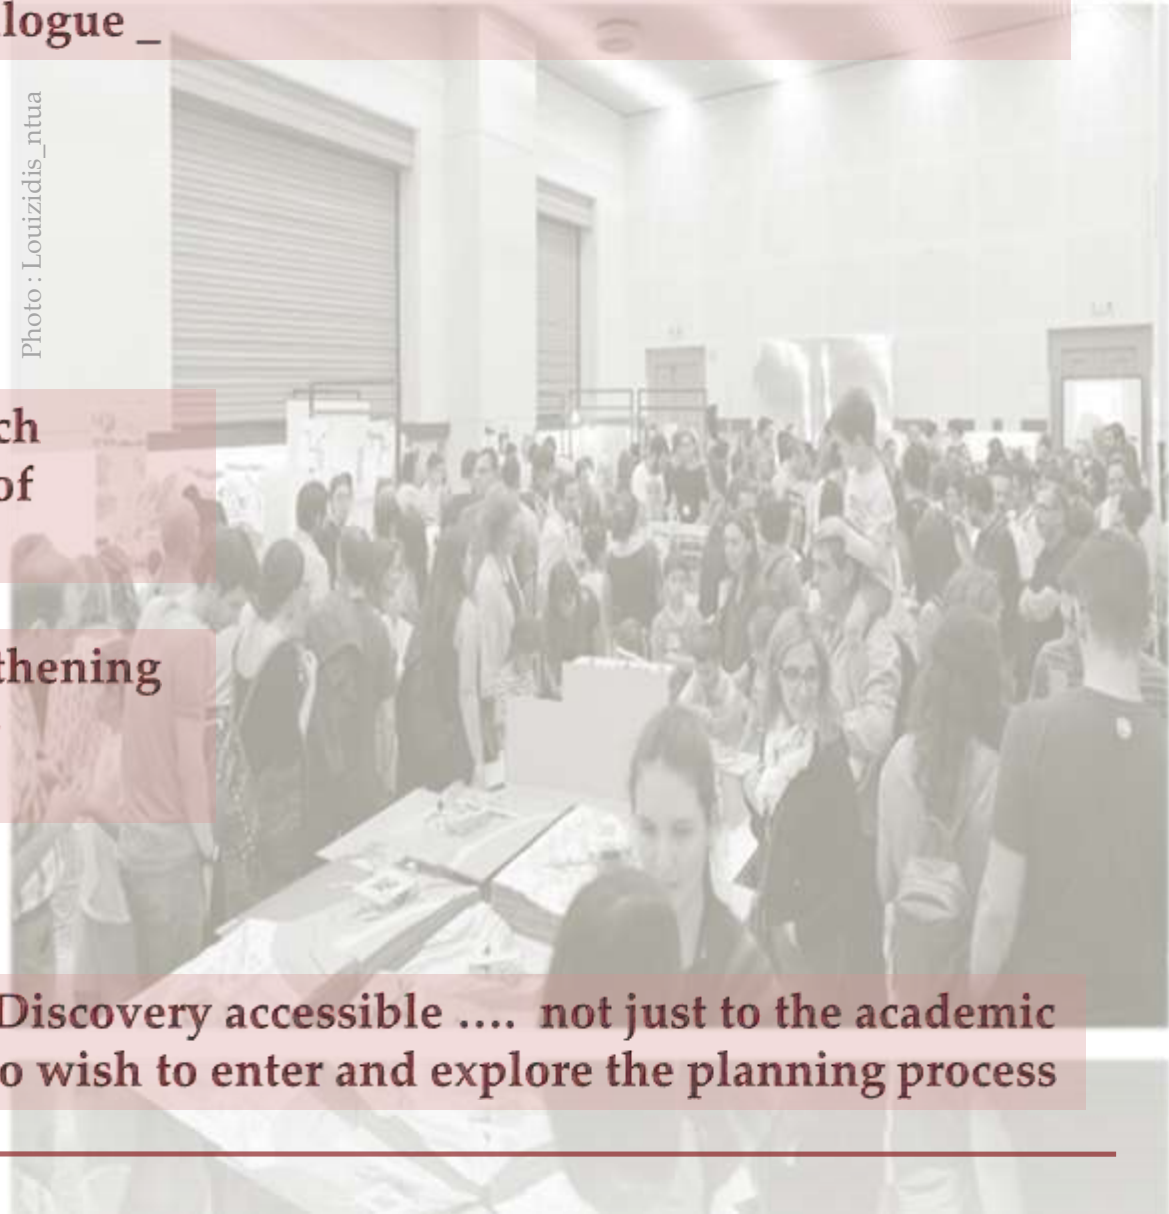 logue _
Photo : Louizidis_ntua
ch
of
thening
Discovery accessible .... not just to the academic
o wish to enter and explore the planning process